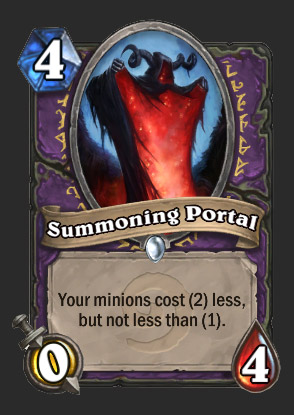 4
Summoning Portal
Your minions cost (2) less,
but not less than (1).
0
4